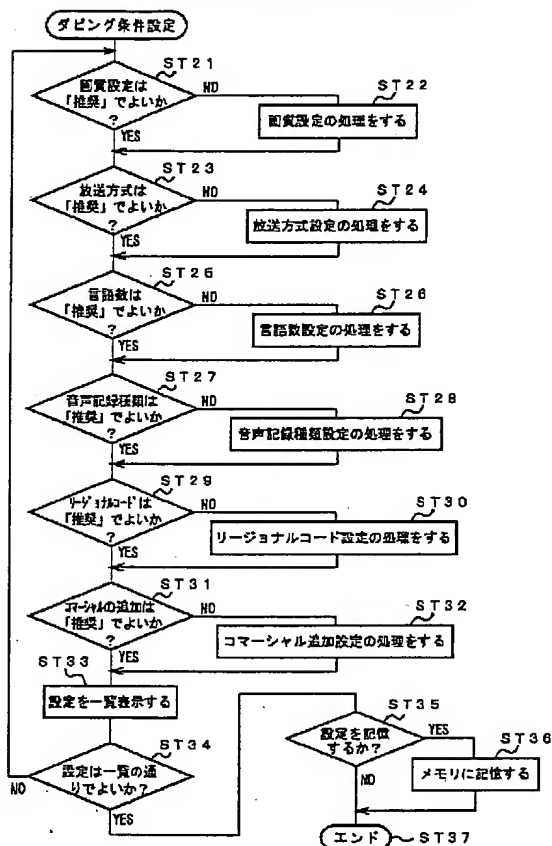 ダビング条件設定
ST21
画質設定は
「推奨」でよいか
?
NO
YES
ST22
画質設定の処理をする
ST23
放送方式は
「推奨」でよいか
?
NO
YES
ST24
放送方式設定の処理をする
ST25
言語数は
「推奨」でよいか
?
NO
YES
ST26
言語数設定の処理をする
ST27
音声記録種類は
「推奨」でよいか
?
NO
YES
ST28
音声記録種類設定の処理をする
ST29
リージョナルコードは
「推奨」でよいか
?
NO
YES
ST30
リージョナルコード設定の処理をする
ST31
コマーシャルの追加は
「推奨」でよいか
?
NO
YES
ST32
コマーシャル追加設定の処理をする
ST33
設定を一覧表示する
ST34
設定は一覧の通
りでよいか?
NO
YES
ST35
設定を記憶
するか?
YES
NO
ST36
メモリに記憶する
エンド
ST37